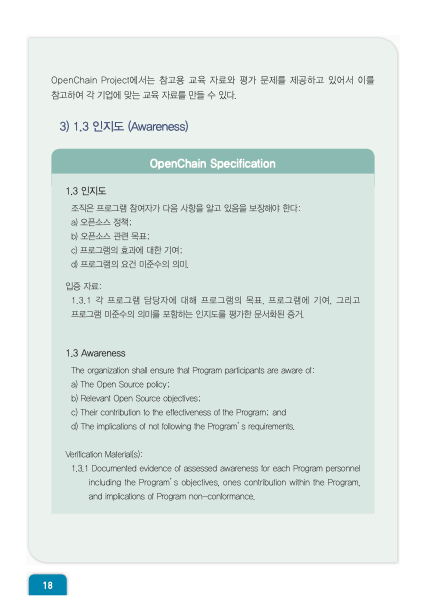 OpenChain Project에서는 참고용 교육 자료와 평가 문제를 제공하고 있어서 이를
참고하여 각 기업에 맞는 교육 자료를 만들 수 있다.
3) 1.3 인지도 (Awareness)
OpenChain Specification
1.3 인지도
조직은 프로그램 참여자가 다음 사항을 알고 있음을 보장해야 한다:
a) 오픈소스 정책;
b) 오픈소스 관련 목표;
c) 프로그램의 효과에 대한 기여;
d) 프로그램의 요건 미준수의 의미.
입증 자료:
1.3.1 각 프로그램 담당자에 대해 프로그램의 목표, 프로그램에 기여, 그리고
프로그램 미준수의 의미를 포함하는 인지도를 평가한 문서화된 증거.
1.3 Awareness
The organization shall ensure that Program participants are aware of:
a) The Open Source policy;
b) Relevant Open Source objectives;
c) Their contribution to the effectiveness of the Program; and
d) The implications of not following the Program's requirements.
Verification Material(s):
1.3.1 Documented evidence of assessed awareness for each Program personnel
including the Program's objectives, ones contribution within the Program,
and implications of Program non-conformance.
18